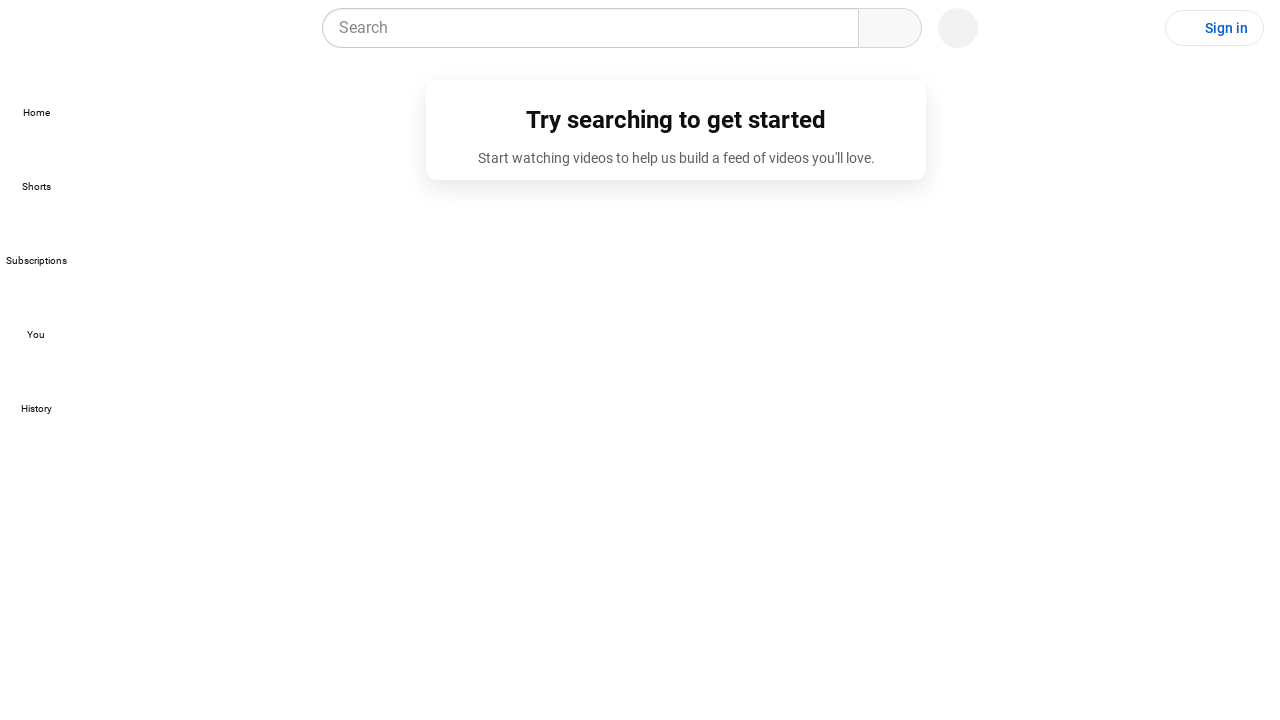 Search
Sign in
Home
Shorts
Subscriptions
You
History
Try searching to get started
Start watching videos to help us build a feed of videos you'll love.